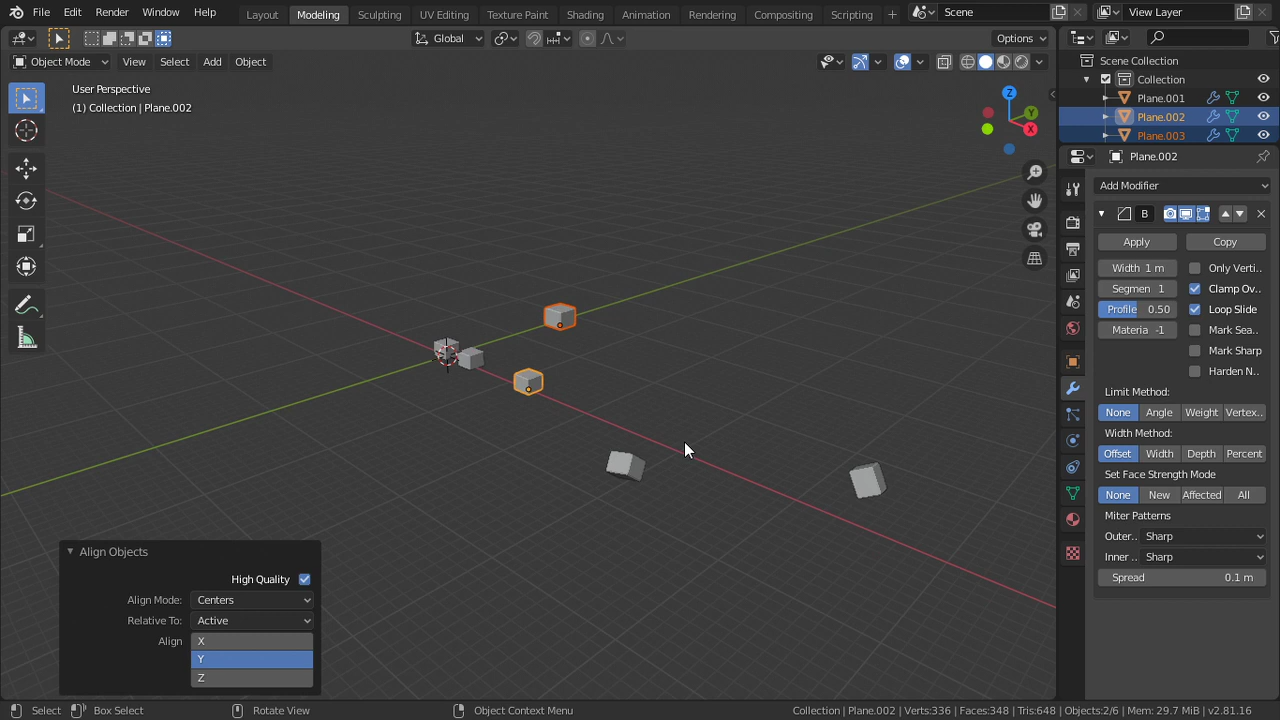 File Edit Render Window Help Layout Modeling Sculpting UV Editing Texture Paint Shading Animation Rendering Compositing Scripting + Scene View Layer
Global Options
Object Mode View Select Add Object
User Perspective
(1) Collection | Plane.002
Z
Y
X
Scene Collection
Collection
Plane.001
Plane.002
Plane.003
Plane.002
Add Modifier
B
Apply Copy
Width 1 m Only Verti..
Segmen 1 Clamp Ov..
Profile 0.50 Loop Slide
Materia -1 Mark Sea..
Mark Sharp
Harden N..
Limit Method:
None Angle Weight Vertex..
Width Method:
Offset Width Depth Percent
Set Face Strength Mode
None New Affected All
Miter Patterns
Outer.. Sharp
Inner .. Sharp
Spread 0.1 m
Align Objects
High Quality
Align Mode: Centers
Relative To: Active
Align X
Y
Z
Select Box Select Rotate View Object Context Menu Collection | Plane.002 | Verts:336 | Faces:348 | Tris:648 | Objects:2/6 | Mem: 29.7 MiB | v2.81.16